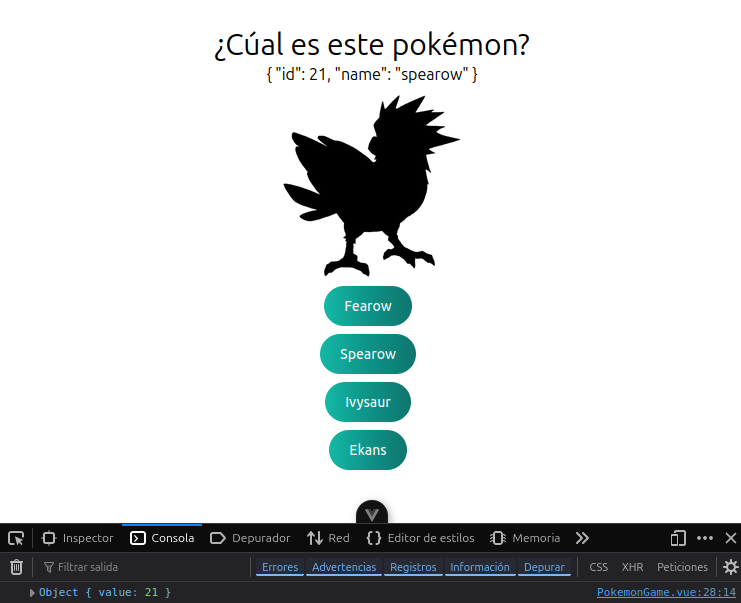 ¿Cúal es este pokémon?
{ "id": 21, "name": "spearow" }
Fearow
Spearow
Ivysaur
Ekans
Inspector Consola Depurador Red Editor de estilos Memoria
Filtrar salida Errores Advertencias Registros Información Depurar CSS XHR Peticiones
Object { value: 21 } PokemonGame.vue:28:14